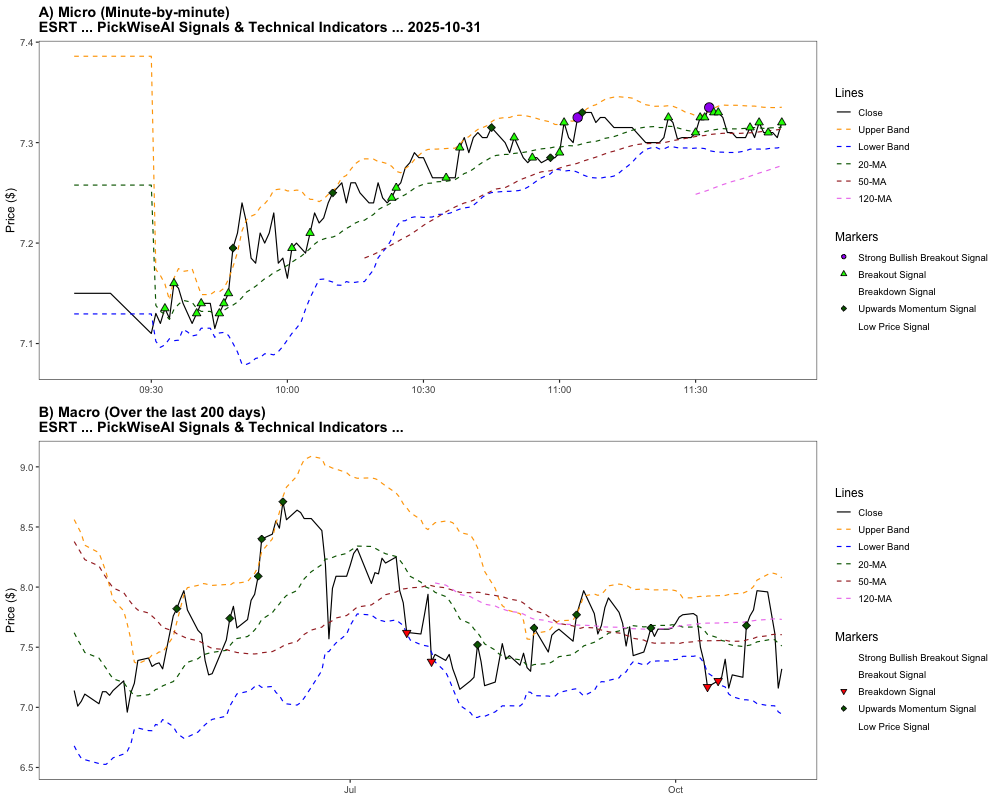 A) Micro (Minute-by-minute)
ESRT ... PickWiseAI Signals & Technical Indicators ... 2025-10-31
Price ($)
7.4
7.3
7.2
7.1
09:30
10:00
10:30
11:00
11:30
Lines
Close
Upper Band
Lower Band
20-MA
50-MA
120-MA
Markers
Strong Bullish Breakout Signal
Breakout Signal
Breakdown Signal
Upwards Momentum Signal
Low Price Signal
B) Macro (Over the last 200 days)
ESRT ... PickWiseAI Signals & Technical Indicators ...
Price ($)
9.0
8.5
8.0
7.5
7.0
6.5
Jul
Oct
Lines
Close
Upper Band
Lower Band
20-MA
50-MA
120-MA
Markers
Strong Bullish Breakout Signal
Breakout Signal
Breakdown Signal
Upwards Momentum Signal
Low Price Signal